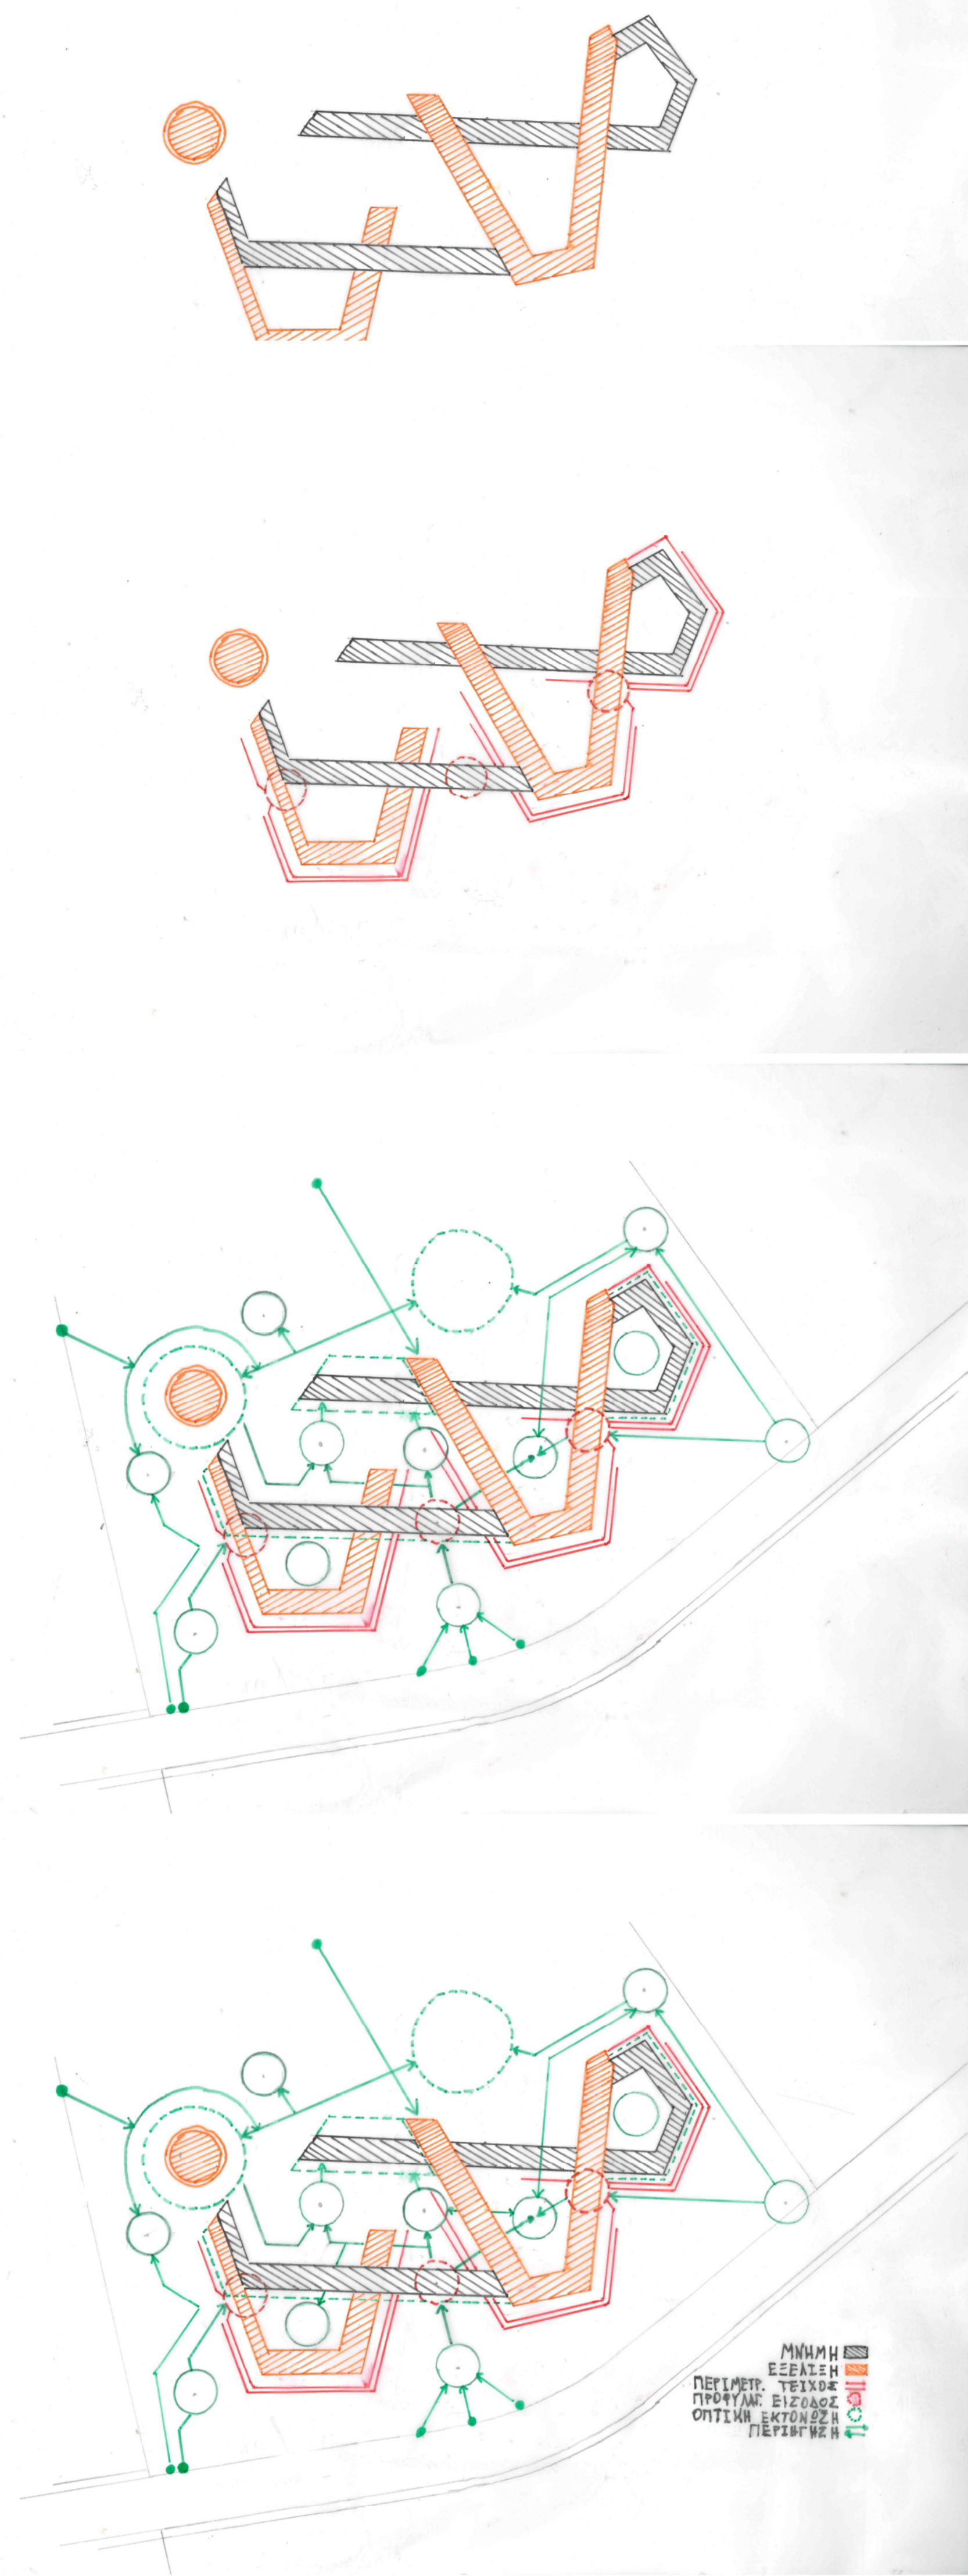 ΜΝΗΜΗ
ΕΞΕΛΙΞΗ
ΠΕΡΙΜΕΤΡ. ΤΕΙΧΟΣ
ΠΡΟΦΥΛΑΓ. ΕΙΣΟΔΟΣ
ΟΠΤΙΚΗ ΕΚΤΟΝΩΣΗ
ΠΕΡΙΗΓΗΣΗ